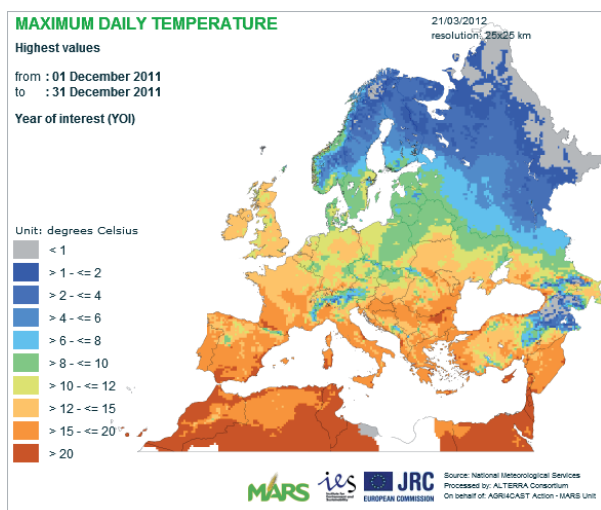 MAXIMUM DAILY TEMPERATURE
21/03/2012
resolution: 25x25 km
Highest values
from : 01 December 2011
to : 31 December 2011
Year of interest (YOI)
Unit: degrees Celsius
< 1
> 1 - <= 2
> 2 - <= 4
> 4 - <= 6
> 6 - <= 8
> 8 - <= 10
> 10 - <= 12
> 12 - <= 15
> 15 - <= 20
> 20
MARS
ies
JRC
EUROPEAN COMMISSION
Source: National Meteorological Services
Processed by: ALTERRA Consortium
On behalf of: AGRI4CAST Action - MARS Unit